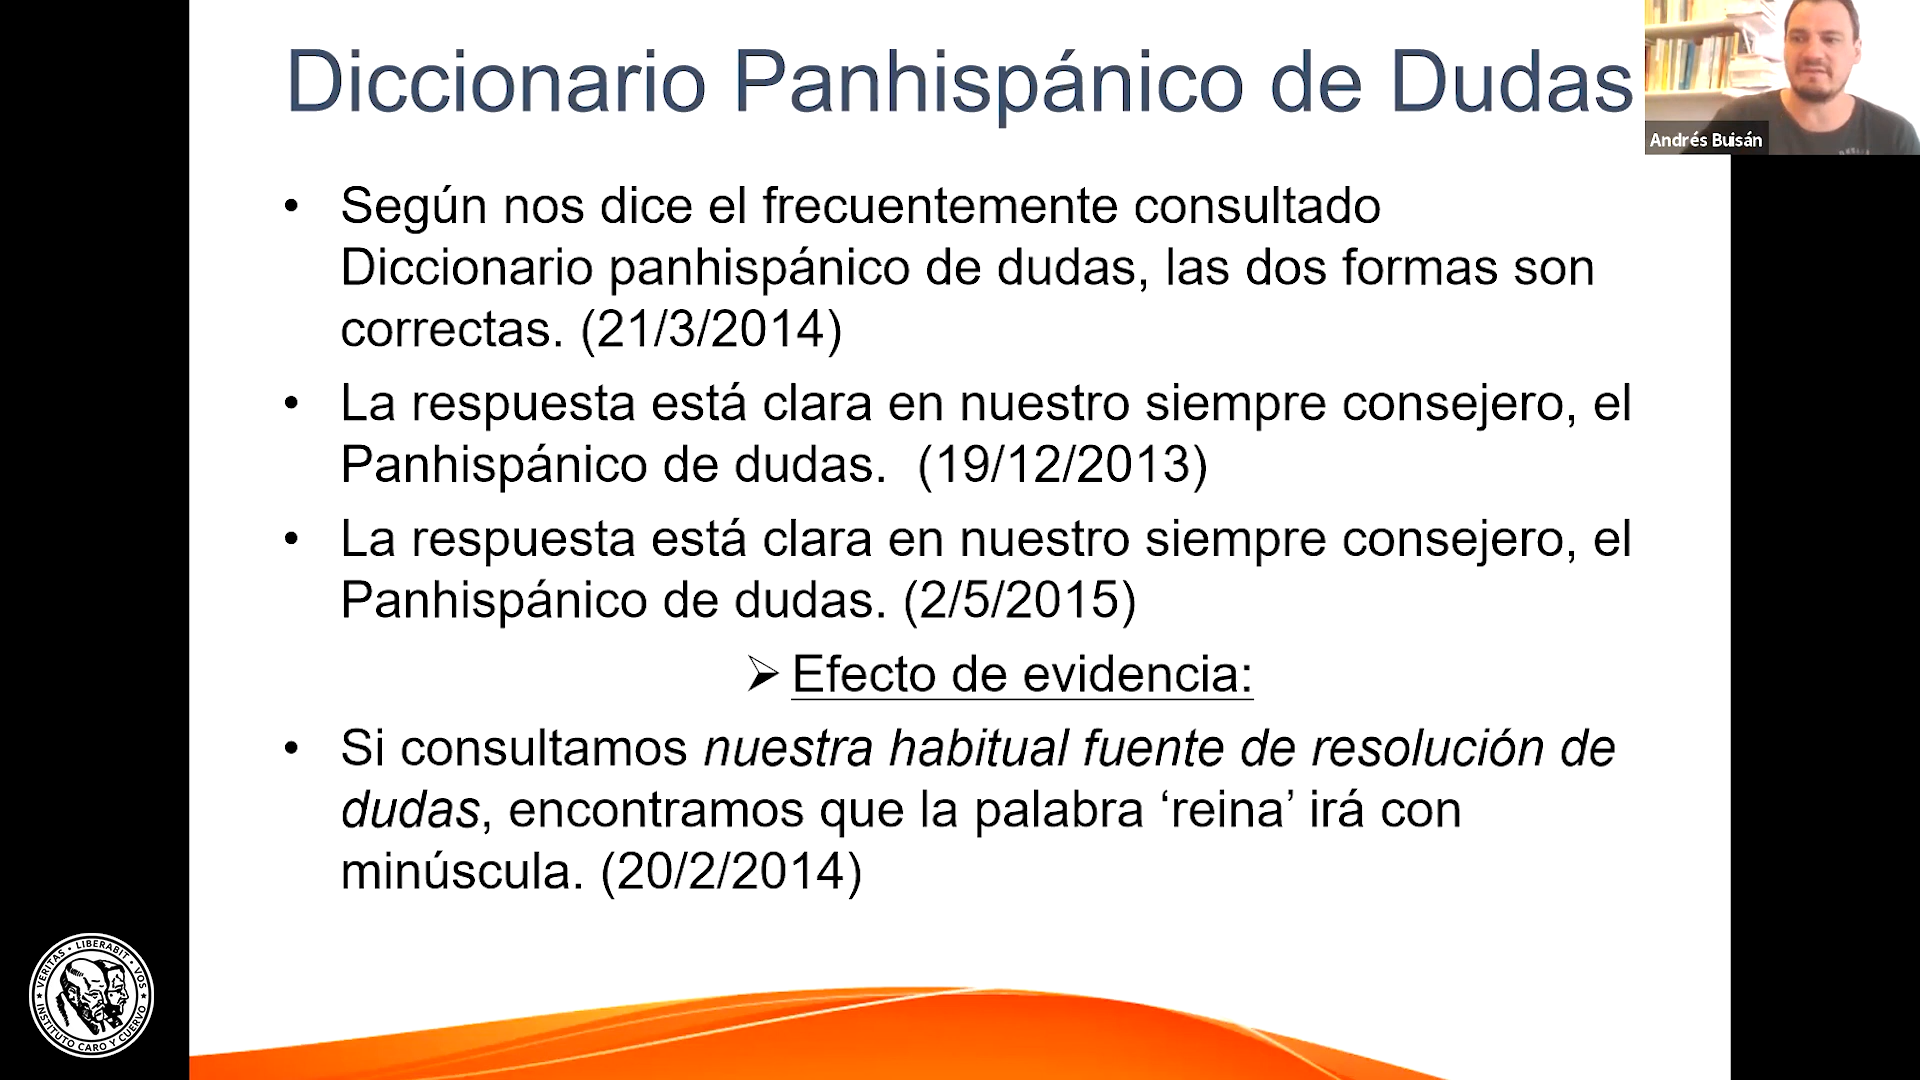 Diccionario Panhispánico de Dudas
Andrés Buisán
• Según nos dice el frecuentemente consultado
Diccionario panhispánico de dudas, las dos formas son
correctas. (21/3/2014)
• La respuesta está clara en nuestro siempre consejero, el
Panhispánico de dudas.  (19/12/2013)
• La respuesta está clara en nuestro siempre consejero, el
Panhispánico de dudas. (2/5/2015)
➢ Efecto de evidencia:
• Si consultamos nuestra habitual fuente de resolución de
dudas, encontramos que la palabra ‘reina’ irá con
minúscula. (20/2/2014)
VERITAS • LIBERABIT • VOS
INSTITUTO CARO Y CUERVO